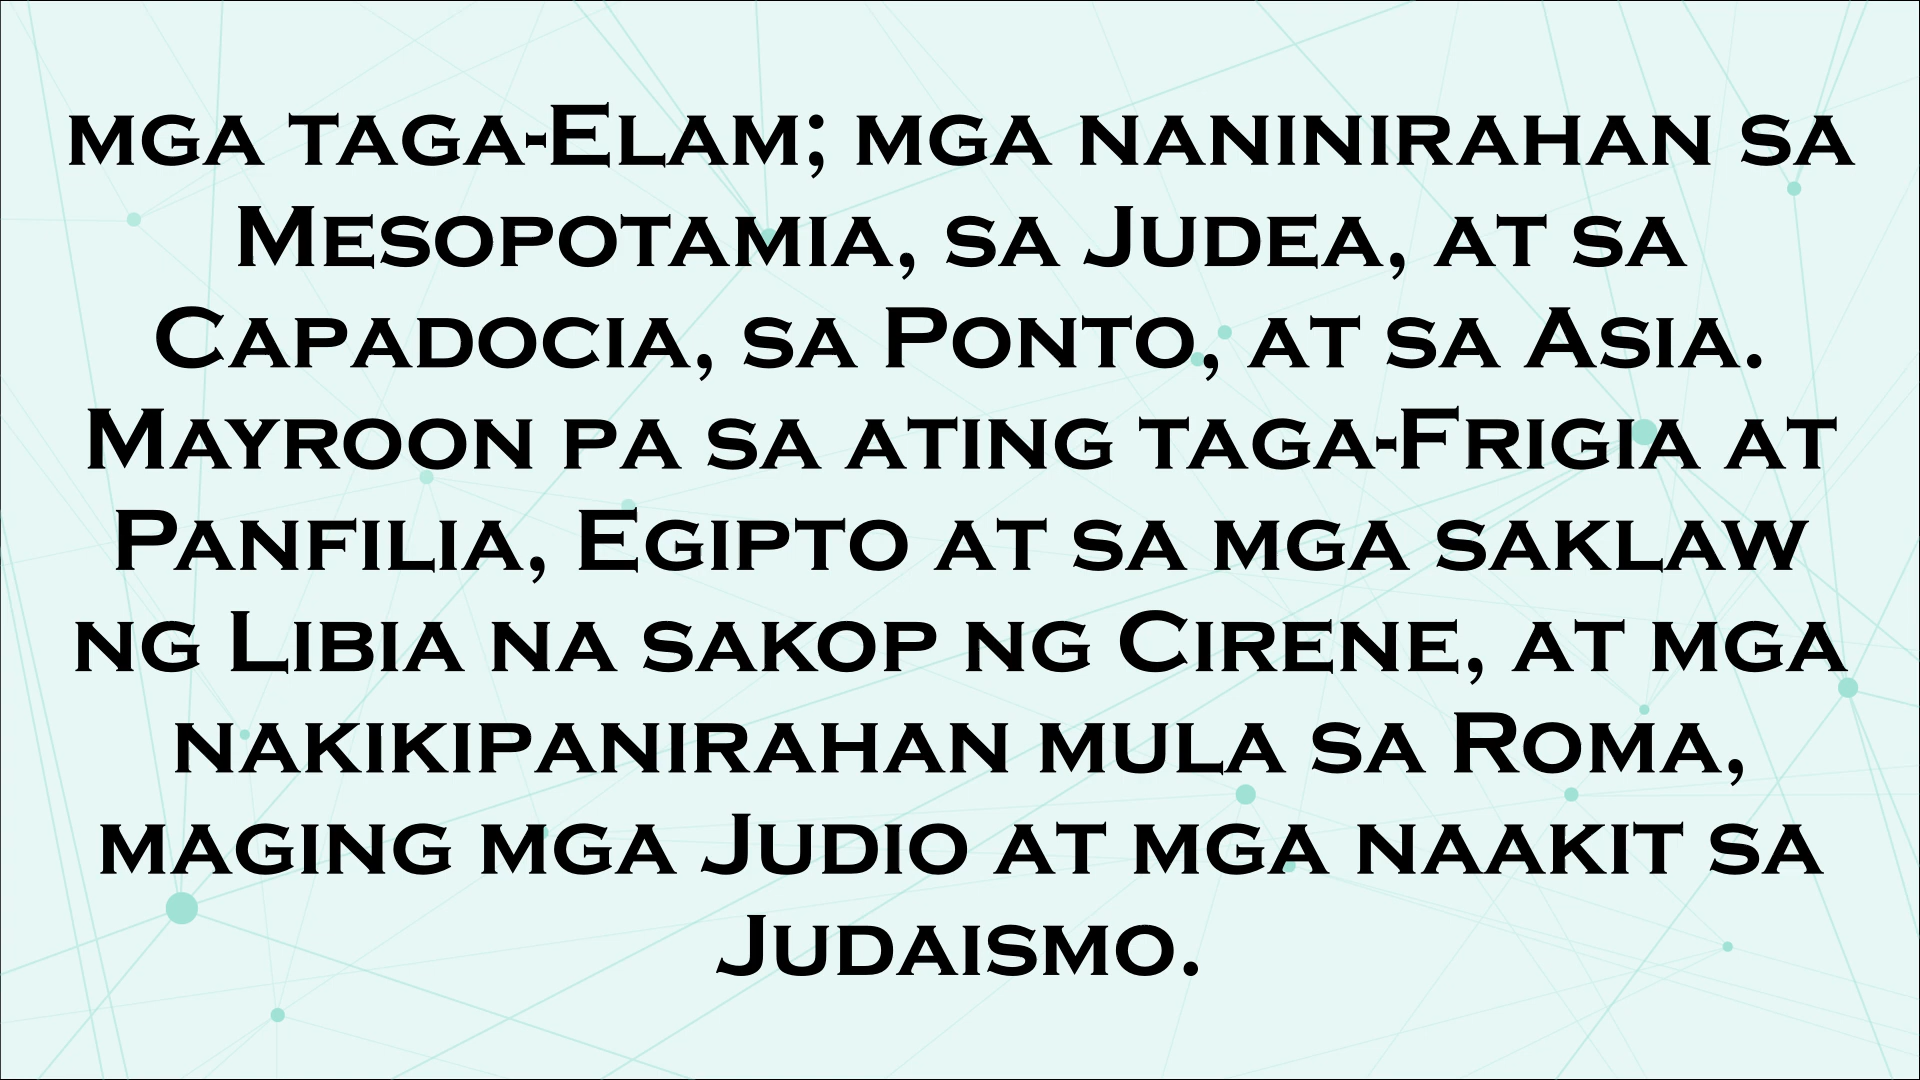 mga taga-Elam; mga naninirahan sa
Mesopotamia, sa Judea, at sa
Capadocia, sa Ponto, at sa Asia.
Mayroon pa sa ating taga-Frigia at
Panfilia, Egipto at sa mga saklaw
ng Libia na sakop ng Cirene, at mga
nakikipanirahan mula sa Roma,
maging mga Judio at mga naakit sa
Judaismo.